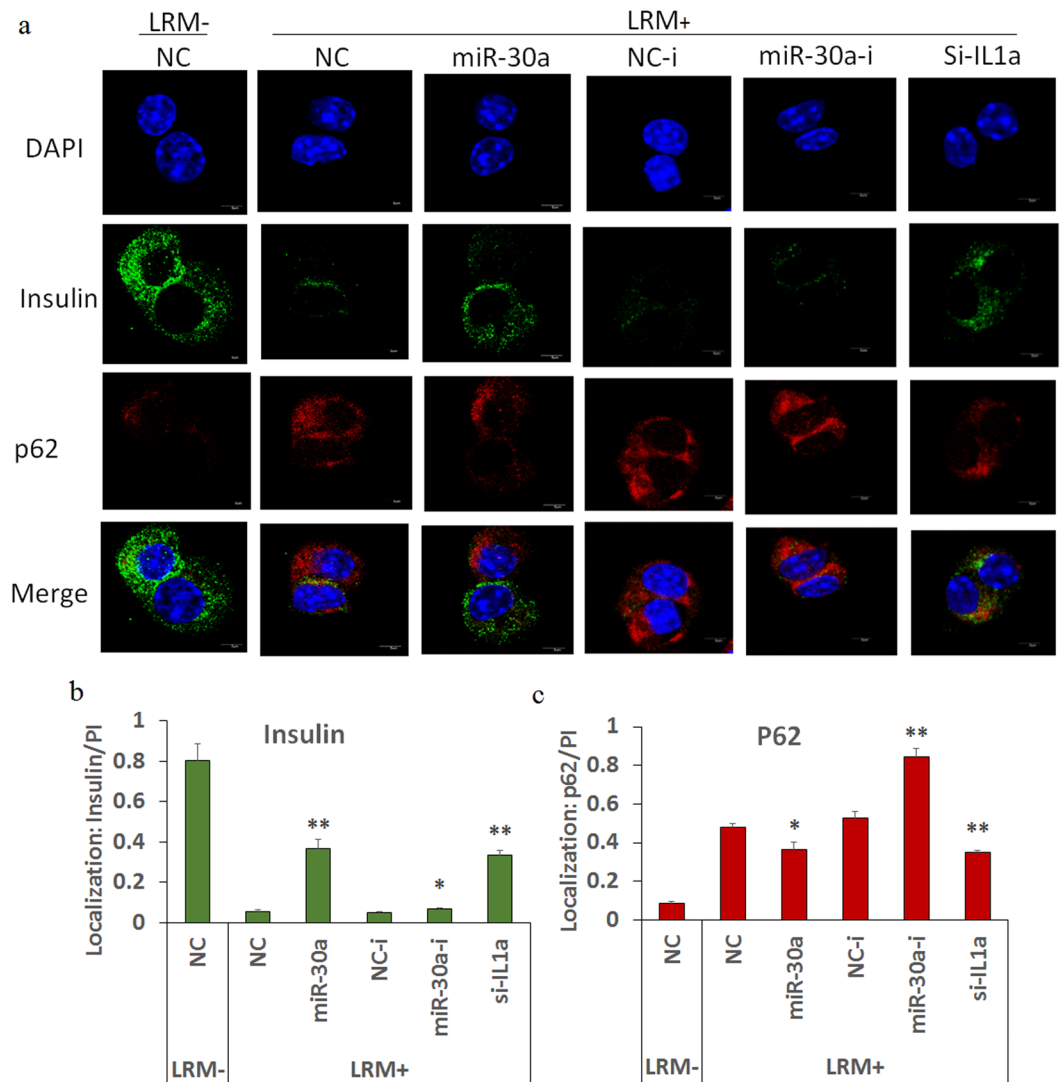 a
LRM-
LRM+
NC
NC
miR-30a
NC-i
miR-30a-i
Si-IL1a
DAPI
Insulin
p62
Merge
b
Insulin
Localization: Insulin/PI
1
0.8
0.6
0.4
0.2
0
**
*
**
NC
NC
miR-30a
NC-i
miR-30a-i
si-IL1a
LRM-
LRM+
c
P62
Localization: p62/PI
1
0.8
0.6
0.4
0.2
0
*
**
**
NC
NC
miR-30a
NC-i
miR-30a-i
si-IL1a
LRM-
LRM+